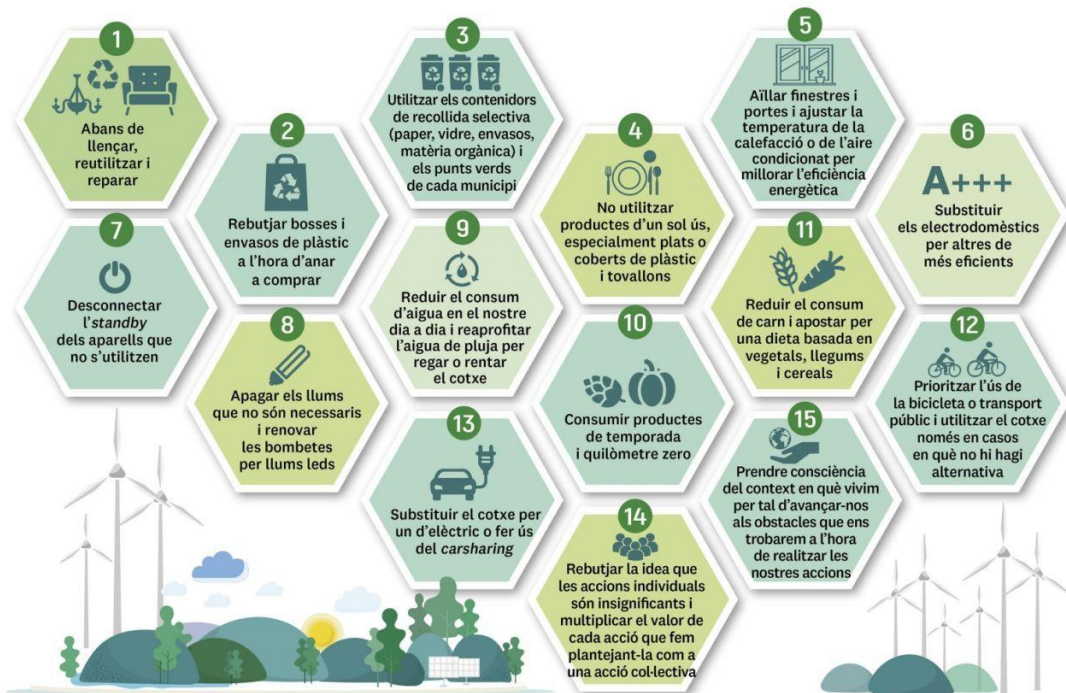 1
Abans de
llençar,
reutilitzar i
reparar
2
Rebutjar bosses i
envasos de plàstic
a l'hora d'anar
a comprar
3
Utilitzar els contenidors
de recollida selectiva
(paper, vidre, envasos,
matèria orgànica) i
els punts verds
de cada municipi
4
No utilitzar
productes d'un sol ús,
especialment plats o
coberts de plàstic
i tovallons
5
Aïllar finestres i
portes i ajustar la
temperatura de la
calefacció o de l'aire
condicionat per
millorar l'eficiència
energètica
6
A+++
Substituir
els electrodomèstics
per altres de
més eficients
7
Desconnectar
l'standby
dels aparells que
no s'utilitzen
8
Apagar els llums
que no són necessaris
i renovar
les bombetes
per llums leds
9
Reduir el consum
d'aigua en el nostre
dia a dia i reaprofitar
l'aigua de pluja per
regar o rentar
el cotxe
10
Consumir productes
de temporada
i quilòmetre zero
11
Reduir el consum
de carn i apostar per
una dieta basada en
vegetals, llegums
i cereals
12
Prioritzar l'ús de
la bicicleta o transport
públic i utilitzar el cotxe
només en casos
en què no hi hagi
alternativa
13
Substituir el cotxe per
un d'elèctric o fer ús
del carsharing
14
Rebutjar la idea que
les accions individuals
són insignificants i
multiplicar el valor de
cada acció que fem
plantejant-la com a
una acció col·lectiva
15
Prendre consciència
del context en què vivim
per tal d'avançar-nos
als obstacles que ens
trobarem a l'hora
de realitzar les
nostres accions